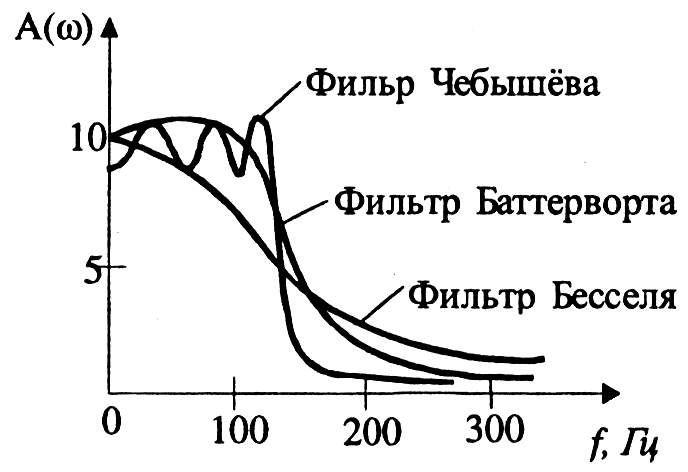 A(ω)
Фильр Чебышёва
10
Фильтр Баттерворта
5
Фильтр Бесселя
0
100
200
300
f, Гц